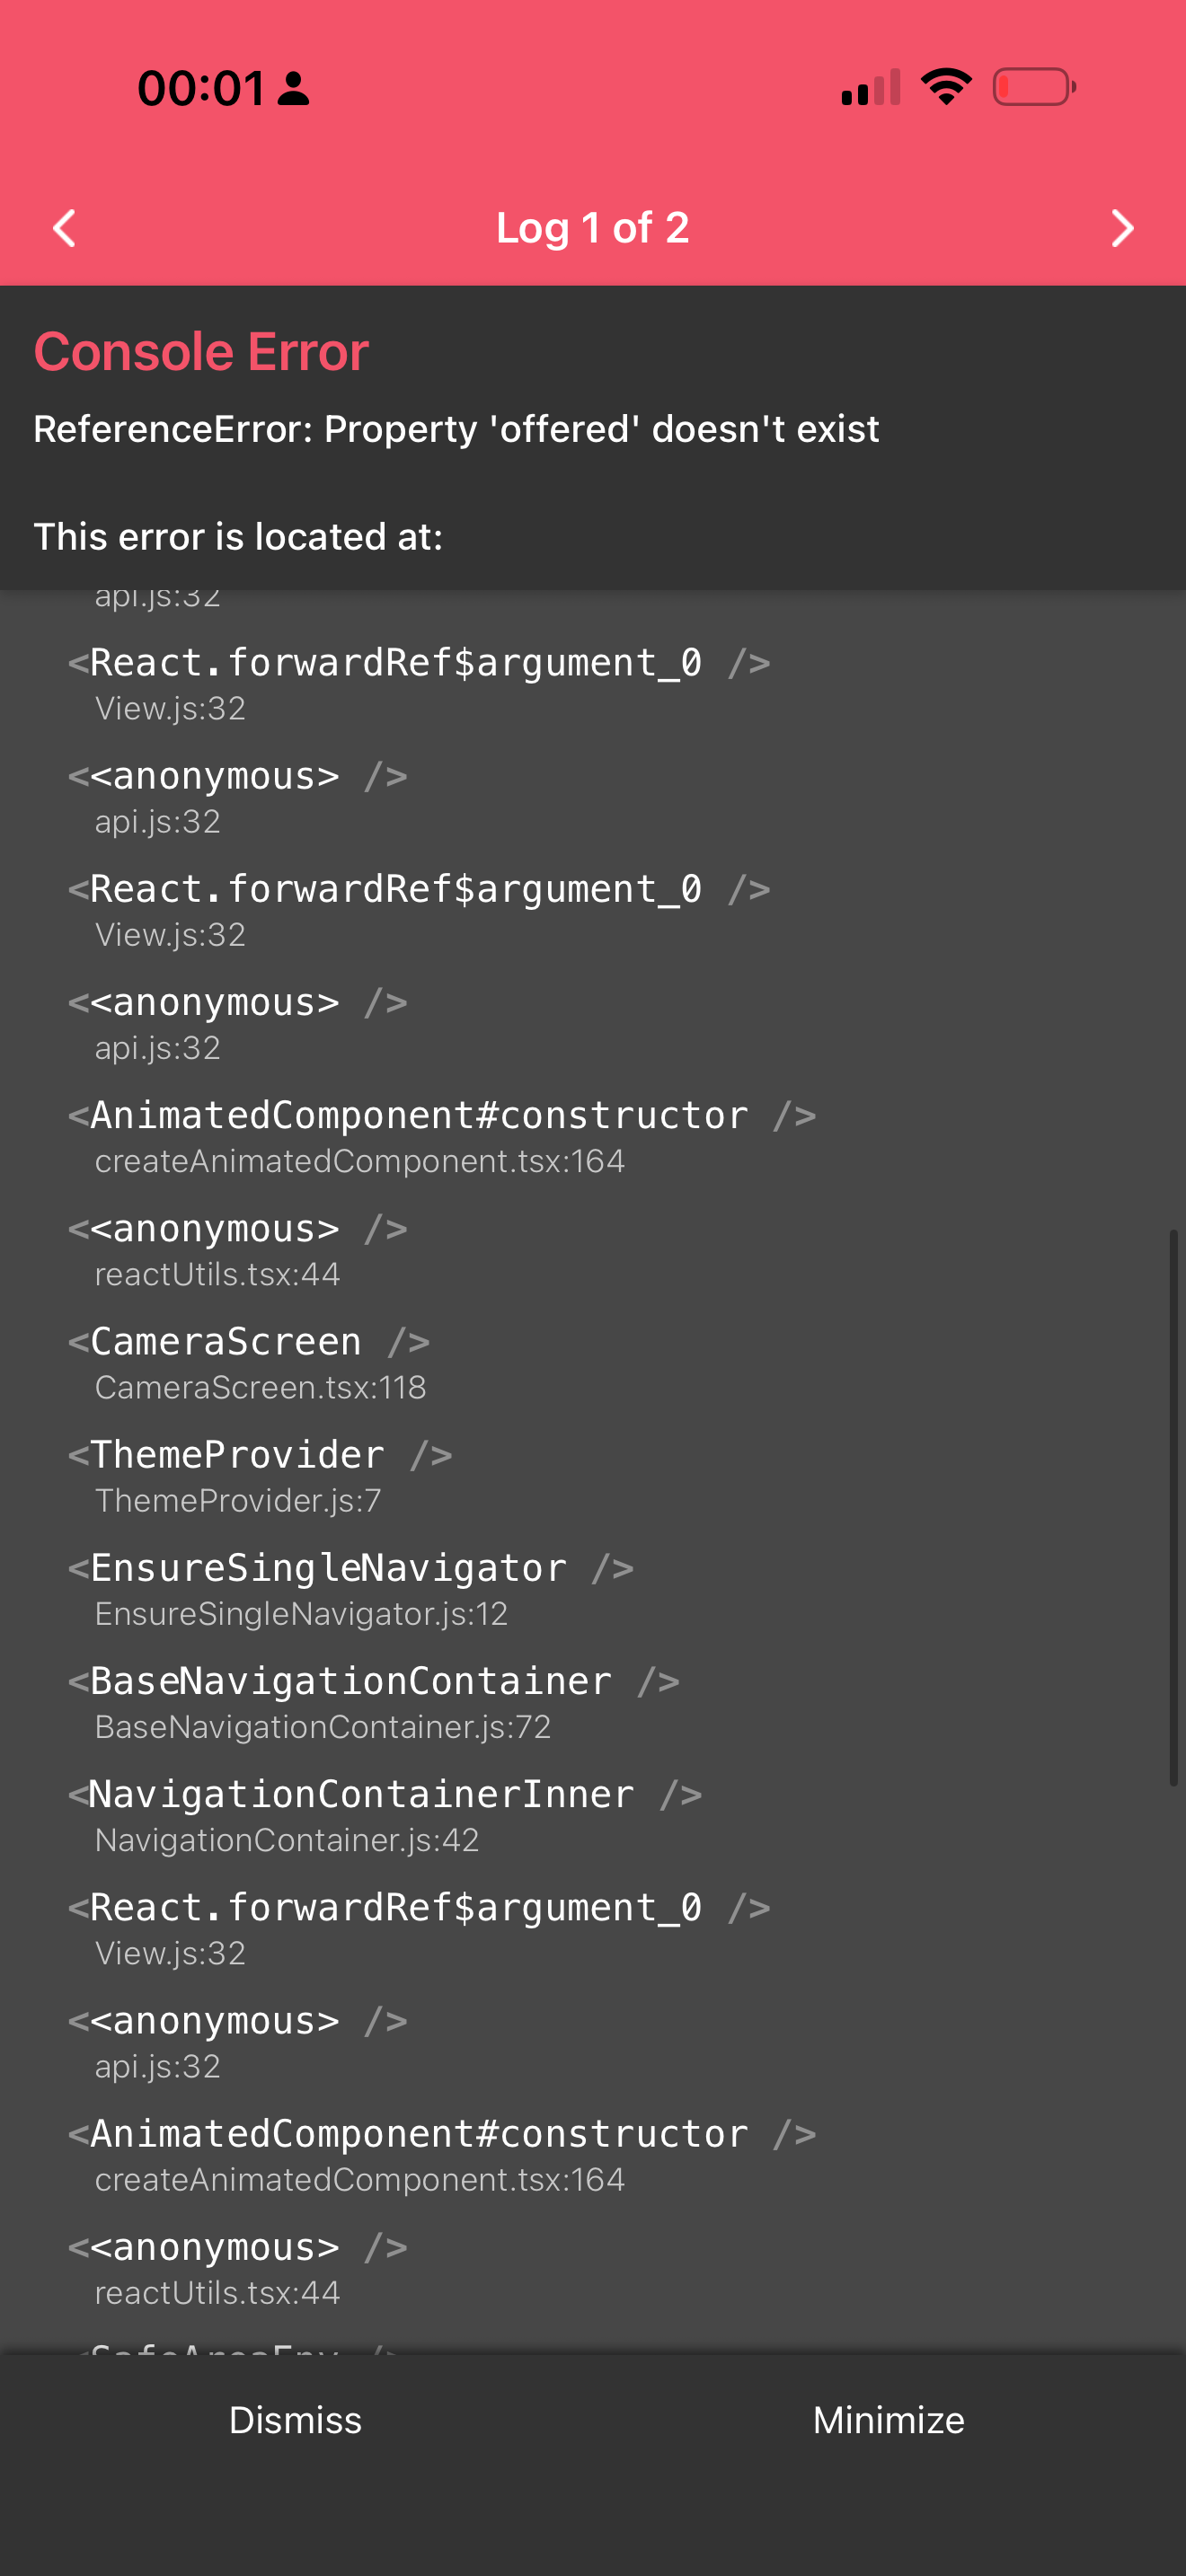 00:01
Log 1 of 2
Console Error
ReferenceError: Property 'offered' doesn't exist
This error is located at:
api.js:32
<React.forwardRef$argument_0 />
View.js:32
<<anonymous> />
api.js:32
<React.forwardRef$argument_0 />
View.js:32
<<anonymous> />
api.js:32
<AnimatedComponent#constructor />
createAnimatedComponent.tsx:164
<<anonymous> />
reactUtils.tsx:44
<CameraScreen />
CameraScreen.tsx:118
<ThemeProvider />
ThemeProvider.js:7
<EnsureSingleNavigator />
EnsureSingleNavigator.js:12
<BaseNavigationContainer />
BaseNavigationContainer.js:72
<NavigationContainerInner />
NavigationContainer.js:42
<React.forwardRef$argument_0 />
View.js:32
<<anonymous> />
api.js:32
<AnimatedComponent#constructor />
createAnimatedComponent.tsx:164
<<anonymous> />
reactUtils.tsx:44
<SafeAreaEnv />
Dismiss
Minimize